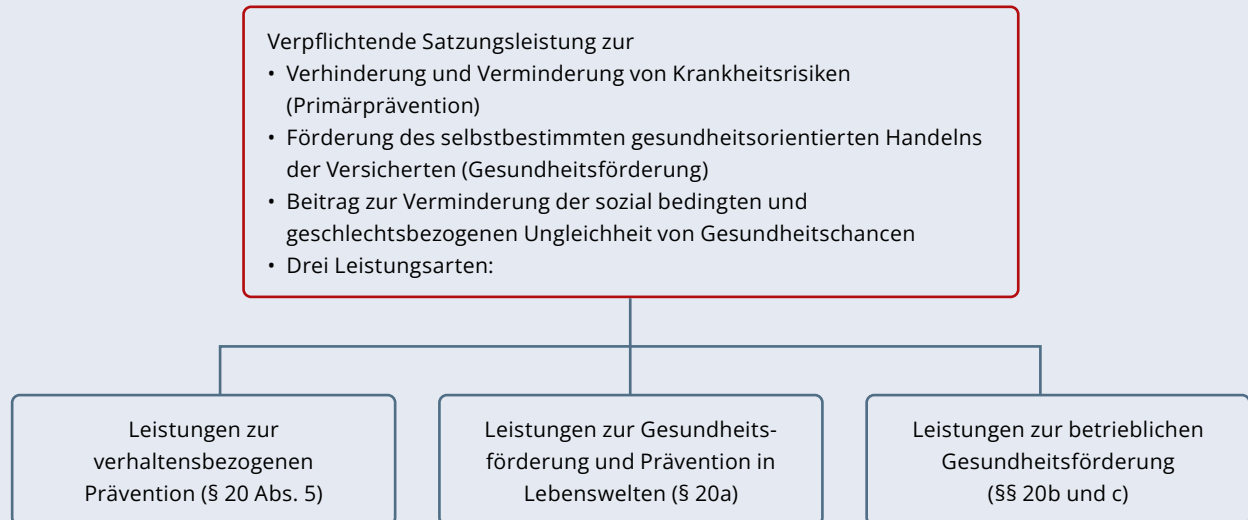 Verpflichtende Satzungsleistung zur
• Verhinderung und Verminderung von Krankheitsrisiken
(Primärprävention)
• Förderung des selbstbestimmten gesundheitsorientierten Handelns
der Versicherten (Gesundheitsförderung)
• Beitrag zur Verminderung der sozial bedingten und
geschlechtsbezogenen Ungleichheit von Gesundheitschancen
• Drei Leistungsarten:
Leistungen zur
verhaltensbezogenen
Prävention (§ 20 Abs. 5)
Leistungen zur Gesundheits-
förderung und Prävention in
Lebenswelten (§ 20a)
Leistungen zur betrieblichen
Gesundheitsförderung
(§§ 20b und c)